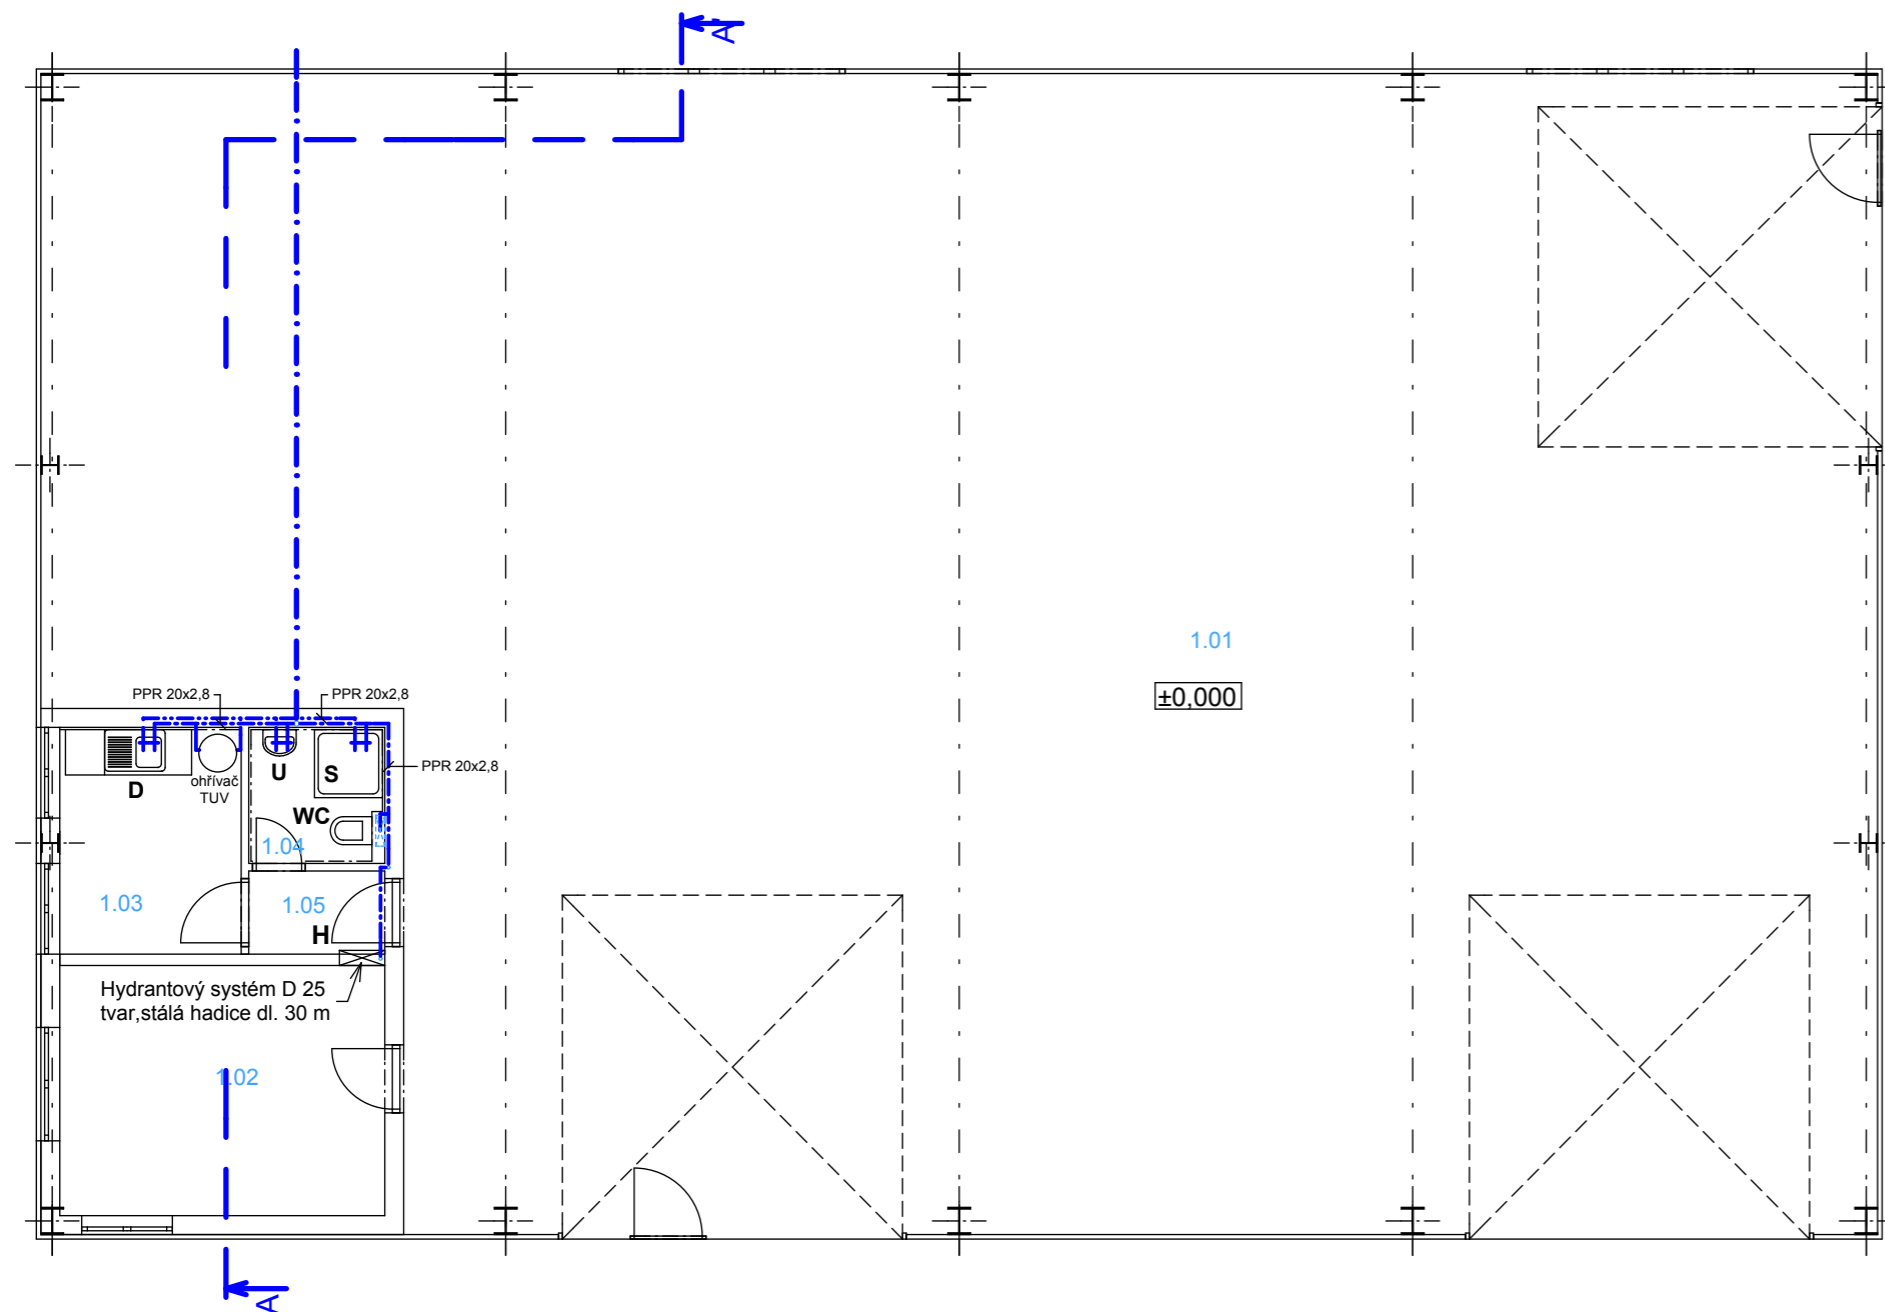 A'
1.01
±0,000
PPR 20x2,8
PPR 20x2,8
PPR 20x2,8
D
ohřívač
TUV
U
S
WC
1.04
1.03
1.05
H
Hydrantový systém D 25
tvar,stálá hadice dl. 30 m
1.02
A